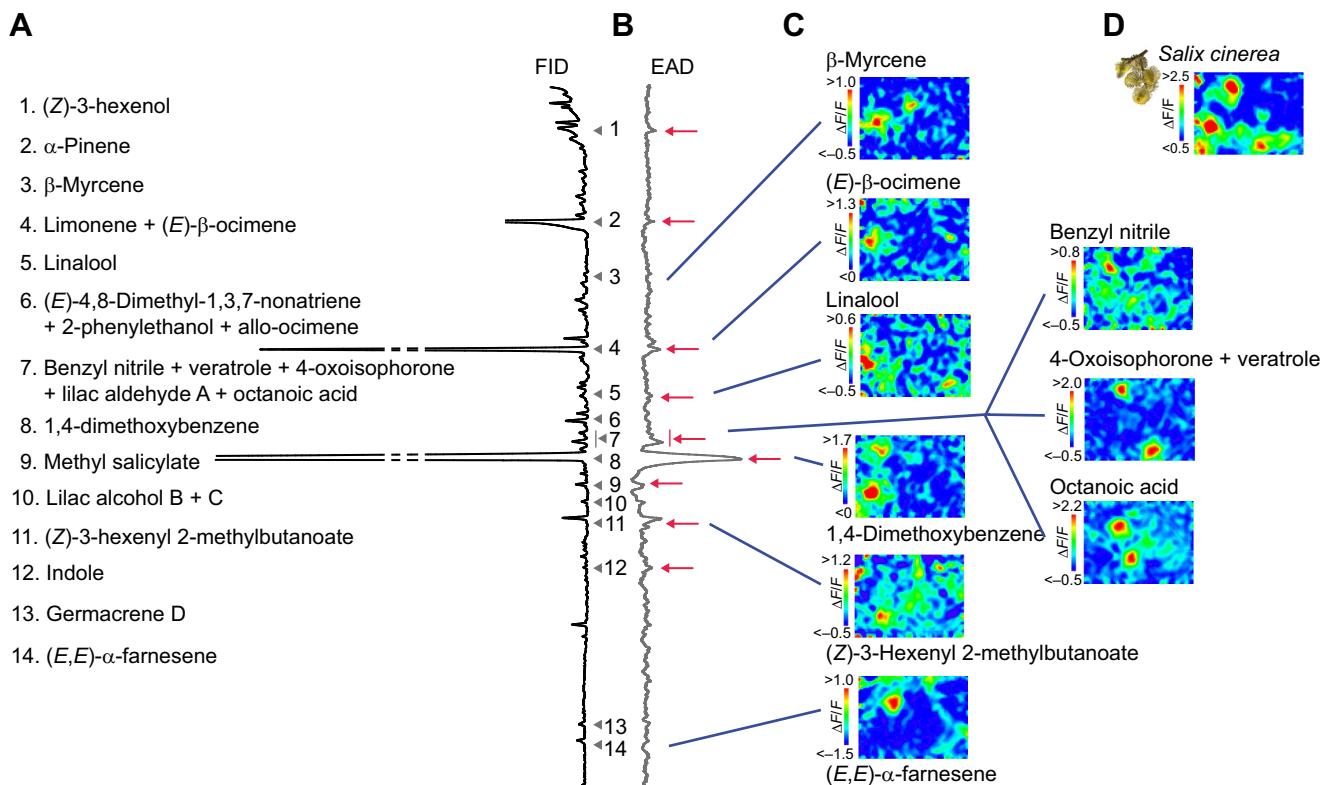 A
B
C
D
FID
EAD
1. (Z)-3-hexenol
2. α-Pinene
3. β-Myrcene
4. Limonene + (E)-β-ocimene
5. Linalool
6. (E)-4,8-Dimethyl-1,3,7-nonatriene
+ 2-phenylethanol + allo-ocimene
7. Benzyl nitrile + veratrole + 4-oxoisophorone
+ lilac aldehyde A + octanoic acid
8. 1,4-dimethoxybenzene
9. Methyl salicylate
10. Lilac alcohol B + C
11. (Z)-3-hexenyl 2-methylbutanoate
12. Indole
13. Germacrene D
14. (E,E)-α-farnesene
1
2
3
4
5
6
7
8
9
10
11
12
13
14
β-Myrcene
>1.0
ΔF/F
<–0.5
(E)-β-ocimene
>1.3
ΔF/F
<0
Linalool
>0.6
ΔF/F
<–0.5
>1.7
ΔF/F
<0
1,4-Dimethoxybenzene
>1.2
ΔF/F
<–0.5
(Z)-3-Hexenyl 2-methylbutanoate
>1.0
ΔF/F
<–1.5
(E,E)-α-farnesene
Salix cinerea
>2.5
ΔF/F
<0.5
Benzyl nitrile
>0.8
ΔF/F
<–0.5
4-Oxoisophorone + veratrole
>2.0
ΔF/F
<–0.5
Octanoic acid
>2.2
ΔF/F
<–0.5